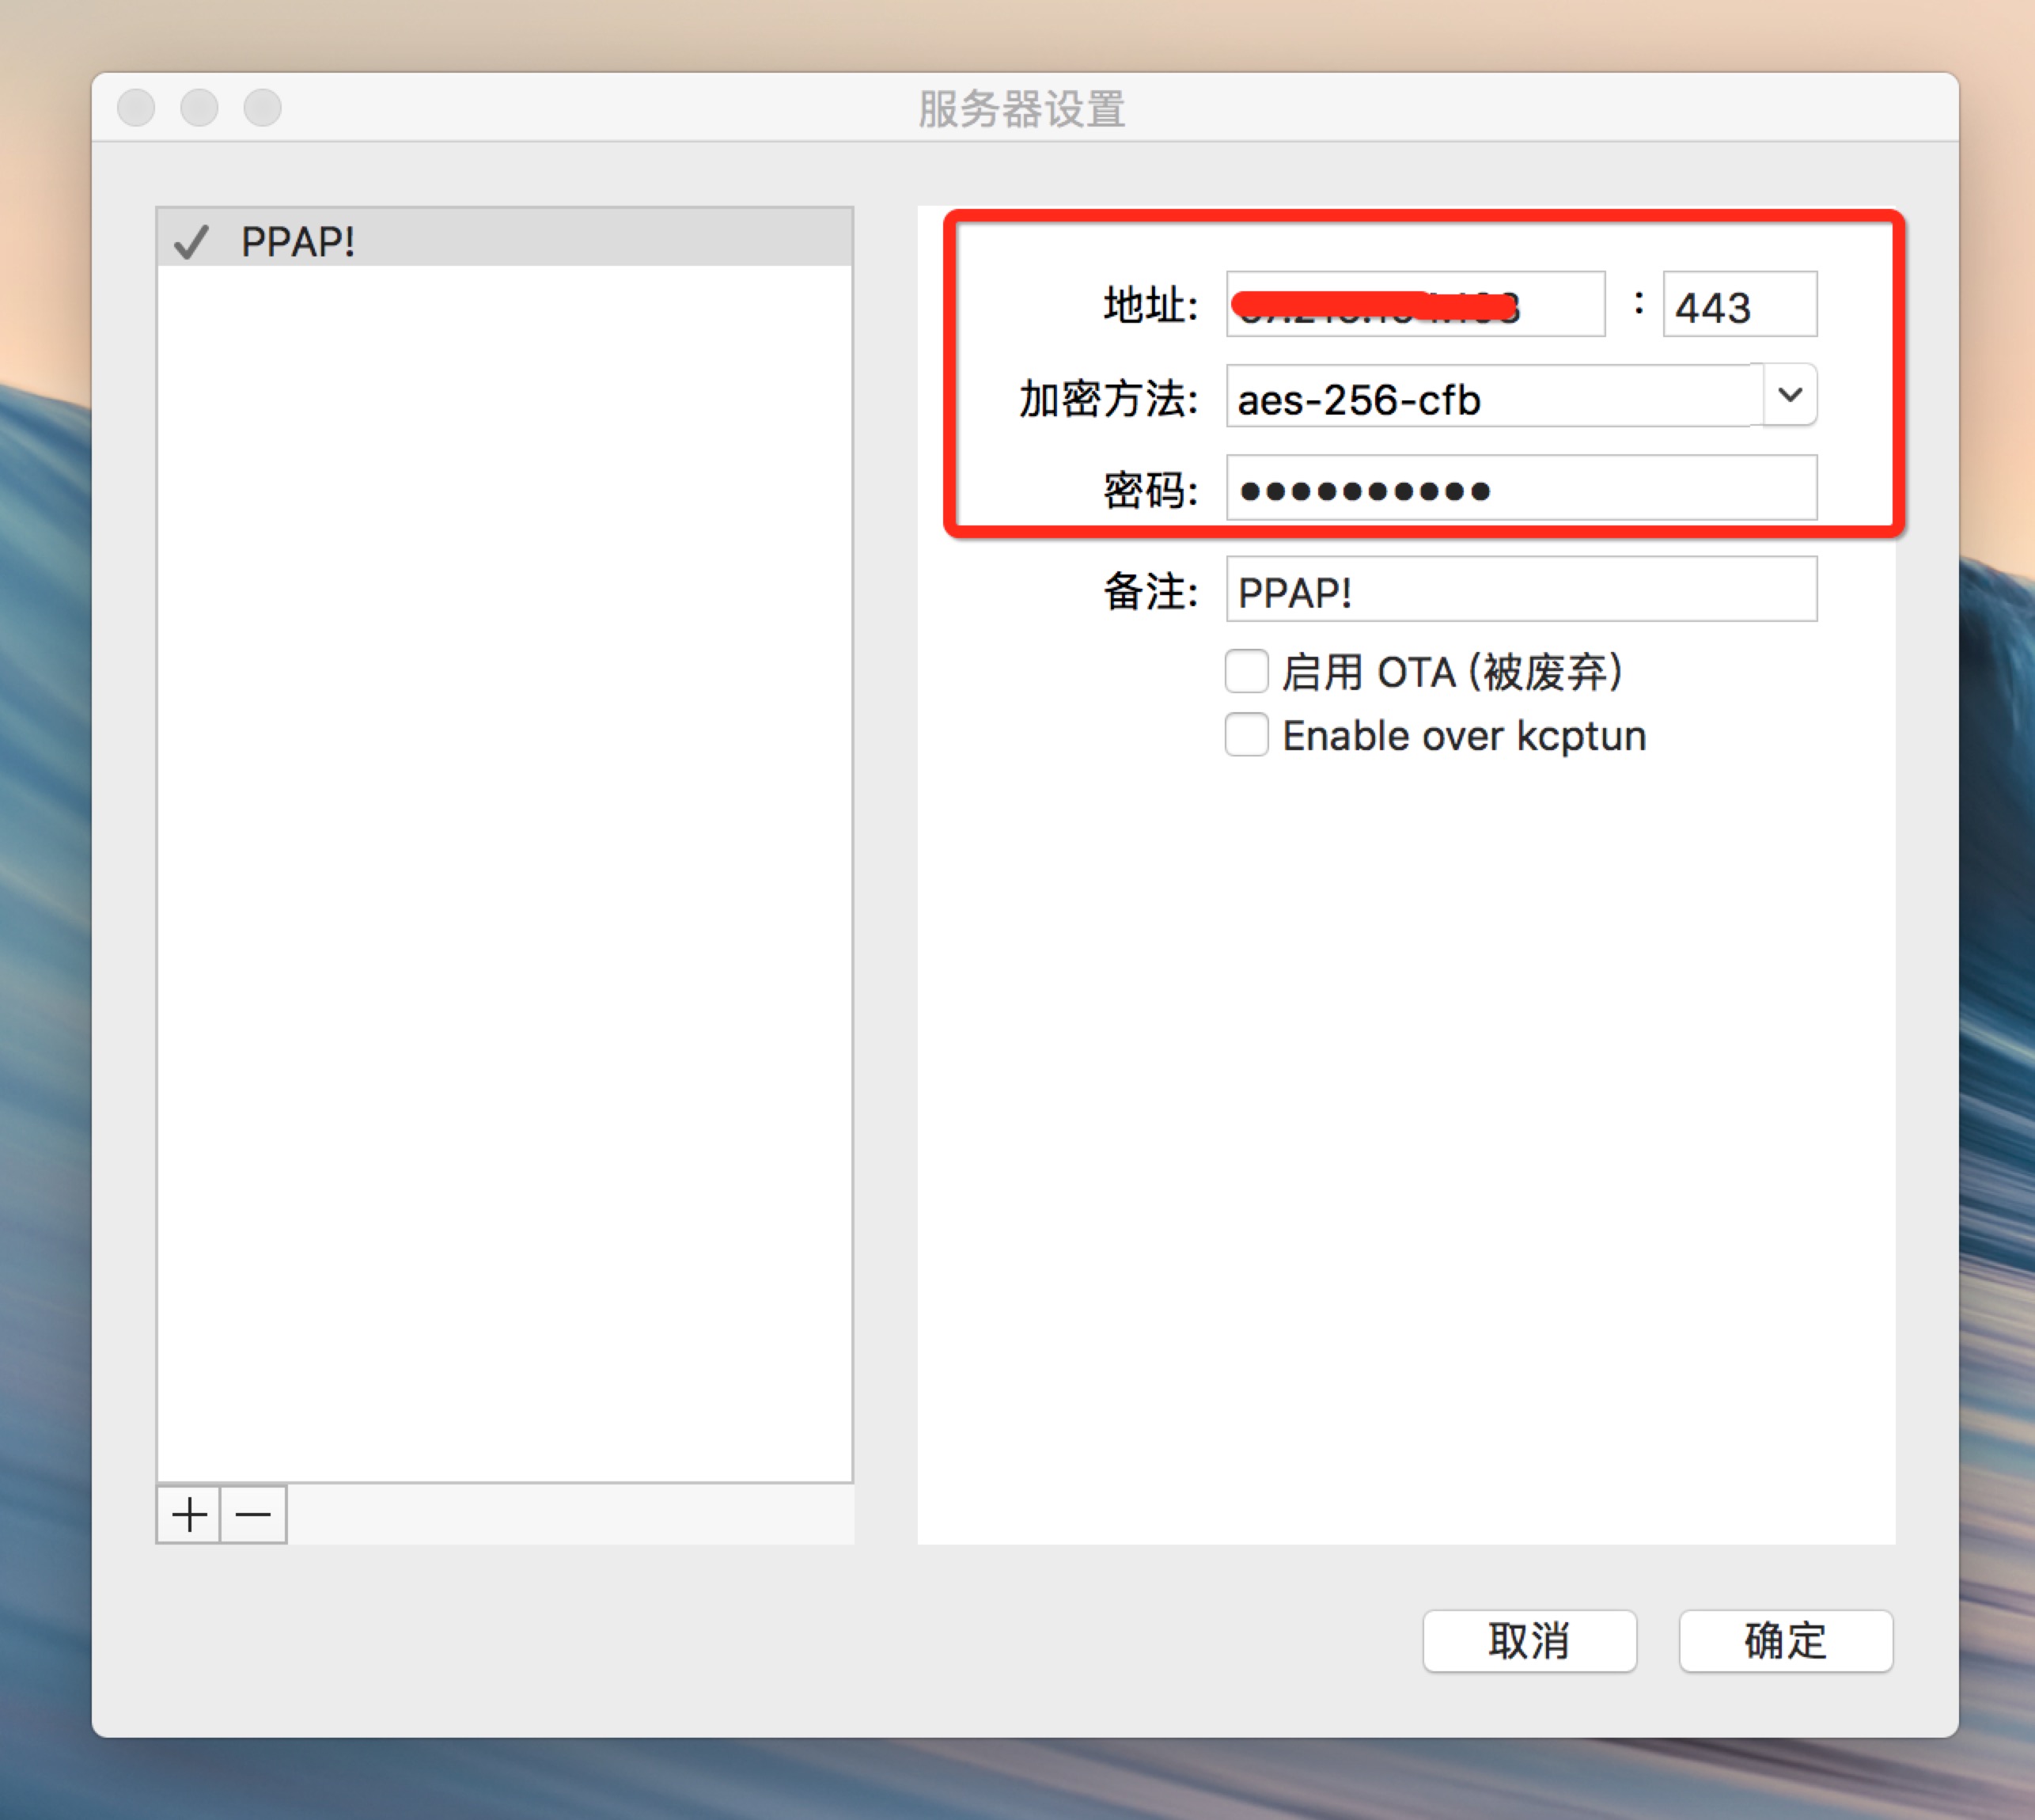 服务器设置
PPAP!
地址: : 443
加密方法: aes-256-cfb
密码: ●●●●●●●●●●
备注: PPAP!
启用 OTA (被废弃)
Enable over kcptun
取消 确定